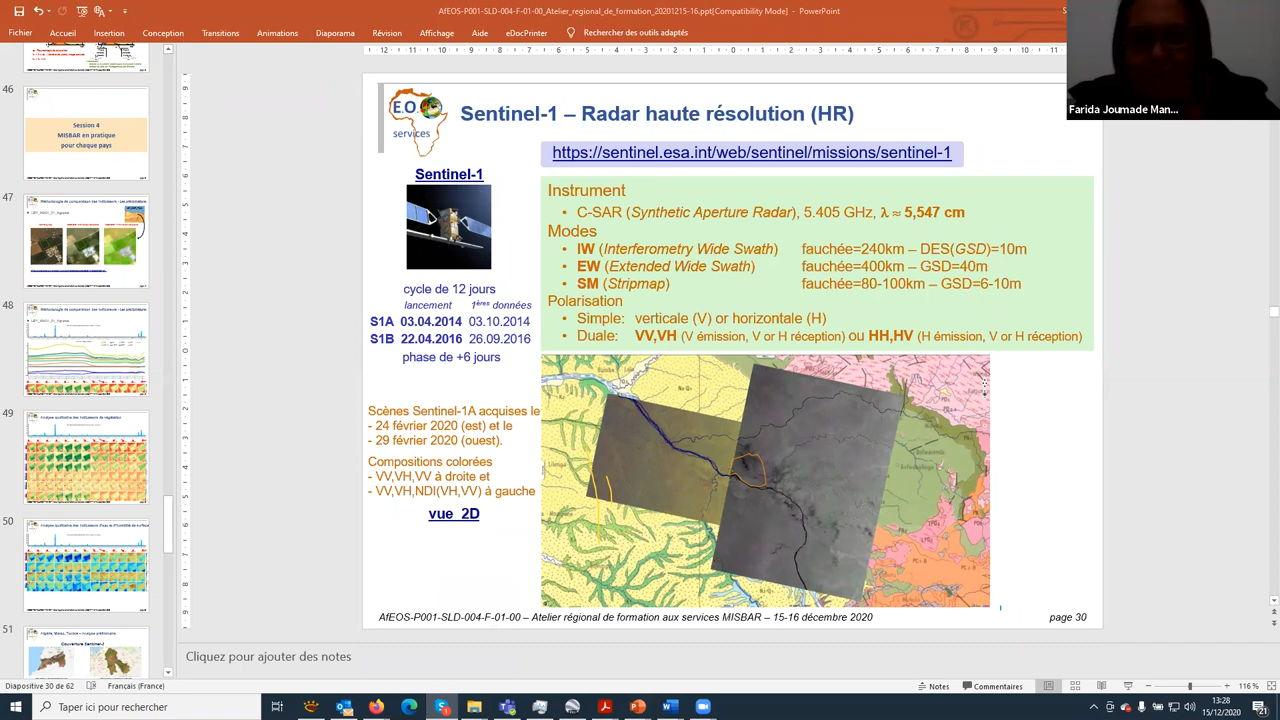 AfEOS-P001-SLD-004-F-01-00_Atelier_regional_de_formation_20201215-16.ppt[Compatibility Mode] - PowerPoint
Fichier Accueil Insertion Conception Transitions Animations Diaporama Révision Affichage Aide eDocPrinter Rechercher des outils adaptés
Farida Joumade Man...
46
Session 4
MISBAR en pratique
pour chaque pays
47
48
49
50
51
E.O.
services
Sentinel-1 – Radar haute résolution (HR)
https://sentinel.esa.int/web/sentinel/missions/sentinel-1
Sentinel-1
cycle de 12 jours
lancement 1ères données
S1A 03.04.2014 03.10.2014
S1B 22.04.2016 26.09.2016
phase de +6 jours
Instrument
• C-SAR (Synthetic Aperture Radar), 5.405 GHz, λ ≈ 5,547 cm
Modes
• IW (Interferometry Wide Swath) fauchée=240km – DES(GSD)=10m
• EW (Extended Wide Swath) fauchée=400km – GSD=40m
• SM (Stripmap) fauchée=80-100km – GSD=6-10m
Polarisation
• Simple: verticale (V) or horizontale (H)
• Duale: VV,VH (V émission, V or H réception) ou HH,HV (H émission, V or H réception)
Scènes Sentinel-1A acquises le
- 24 février 2020 (est) et le
- 29 février 2020 (ouest).
Compositions colorées
- VV,VH,VV à droite et
- VV,VH,NDI(VH,VV) à gauche
vue 2D
AfEOS-P001-SLD-004-F-01-00 – Atelier régional de formation aux services MISBAR – 15-16 décembre 2020 page 30
Cliquez pour ajouter des notes
Diapositive 30 de 62 Français (France) Notes Commentaires 116 %
Taper ici pour rechercher
13:28
15/12/2020